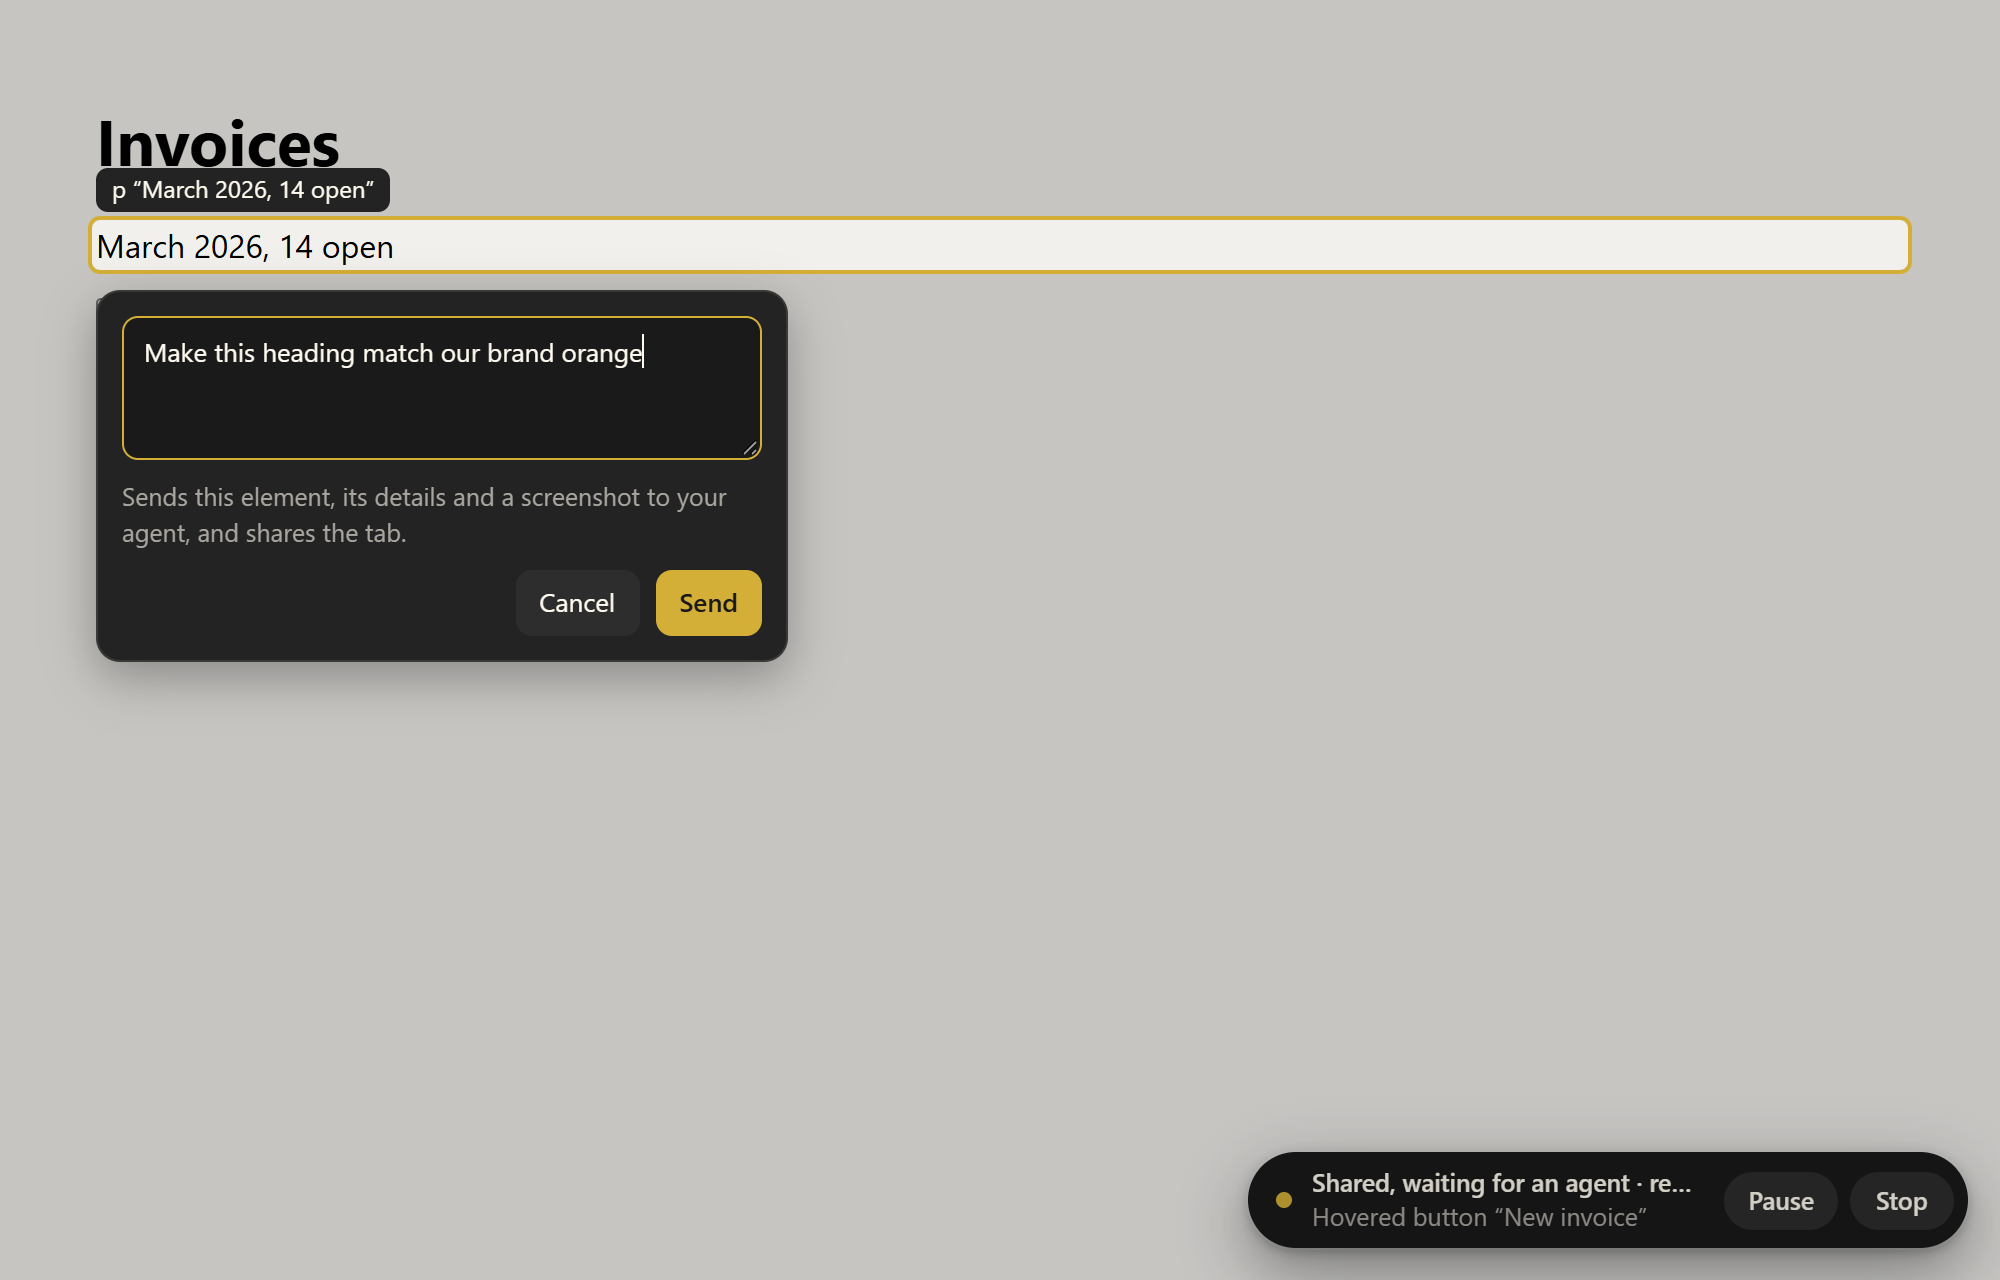 Invoices
p “March 2026, 14 open”
March 2026, 14 open
Make this heading match our brand orange
Sends this element, its details and a screenshot to your
agent, and shares the tab.
Cancel
Send
Shared, waiting for an agent · re…
Hovered button “New invoice”
Pause
Stop